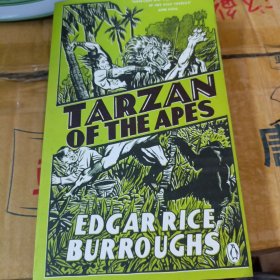 TARZAN
OF THE APES
EDGAR RICE
BURROUGHS